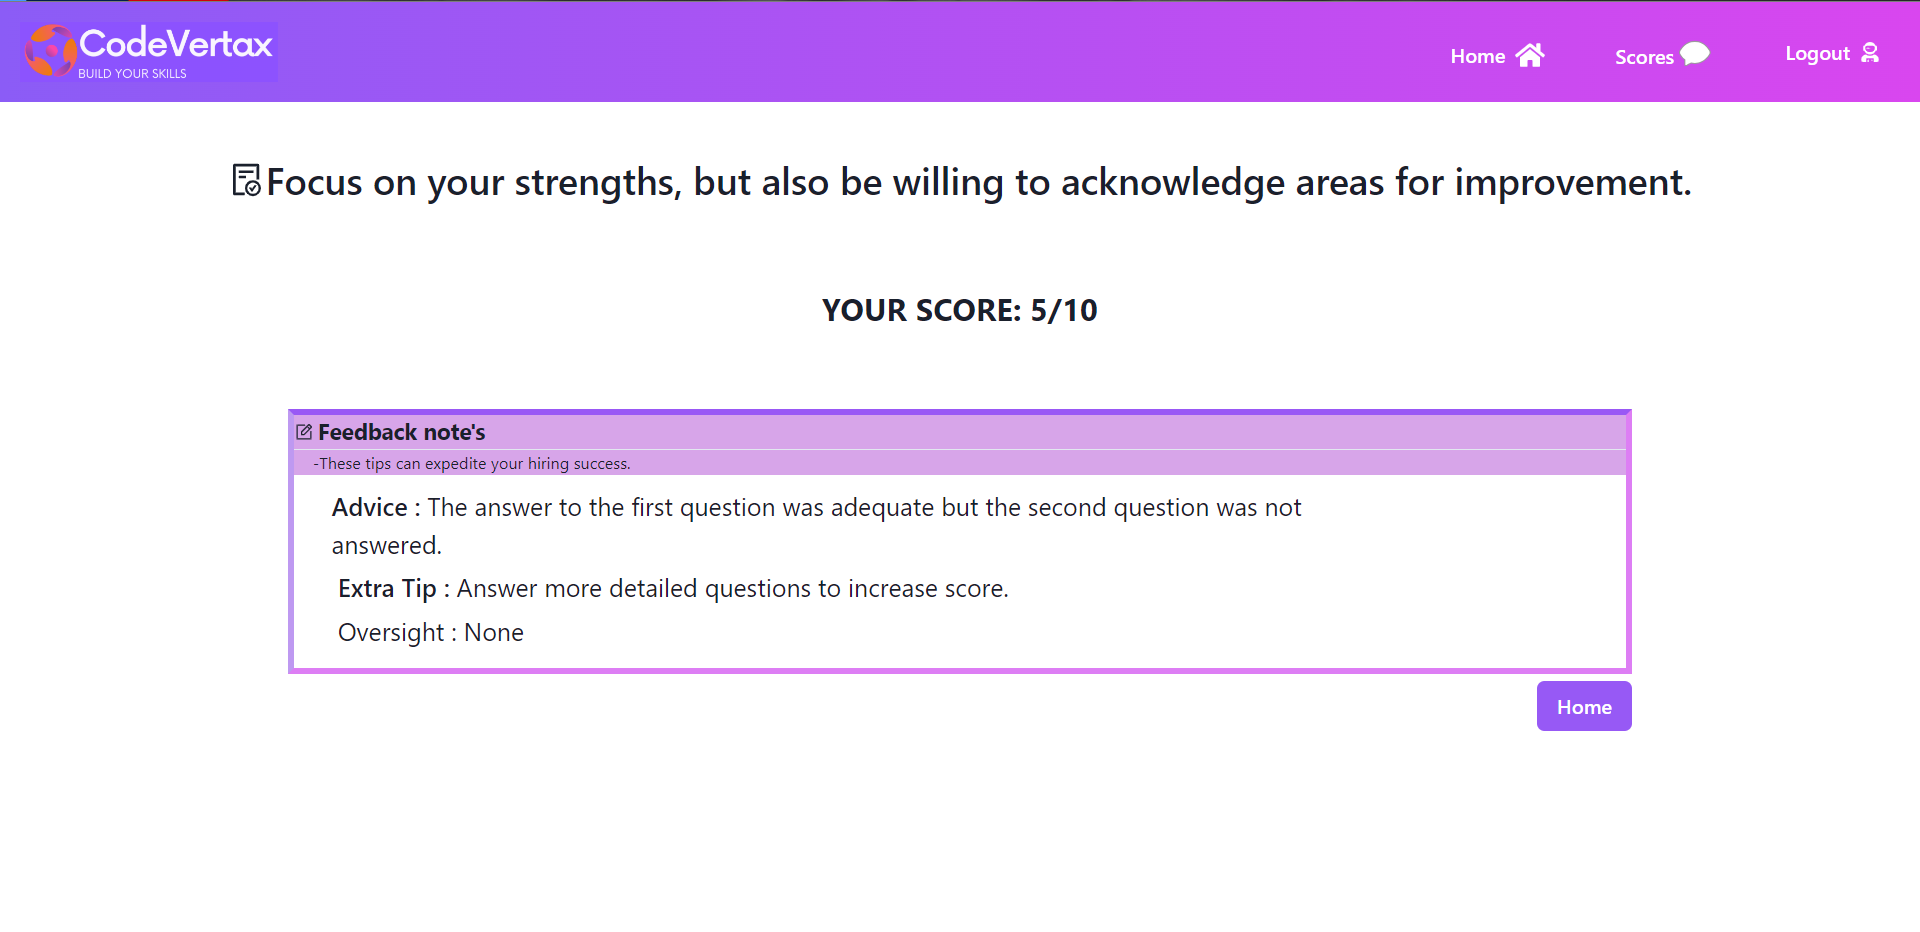 CodeVertax
BUILD YOUR SKILLS
Home
Scores
Logout
Focus on your strengths, but also be willing to acknowledge areas for improvement.
YOUR SCORE: 5/10
Feedback note's
-These tips can expedite your hiring success.
Advice : The answer to the first question was adequate but the second question was not
answered.
Extra Tip : Answer more detailed questions to increase score.
Oversight : None
Home